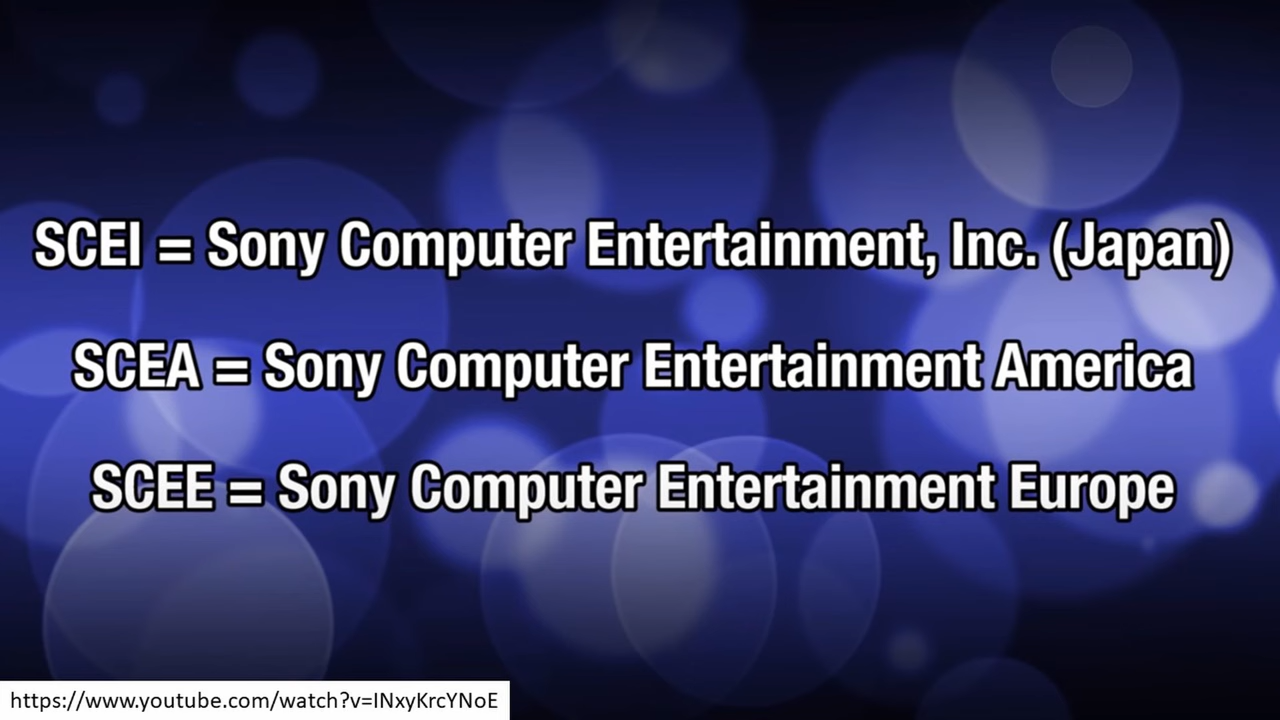 SCEI = Sony Computer Entertainment, Inc. (Japan)
SCEA = Sony Computer Entertainment America
SCEE = Sony Computer Entertainment Europe
https://www.youtube.com/watch?v=INxyKrcYNoE